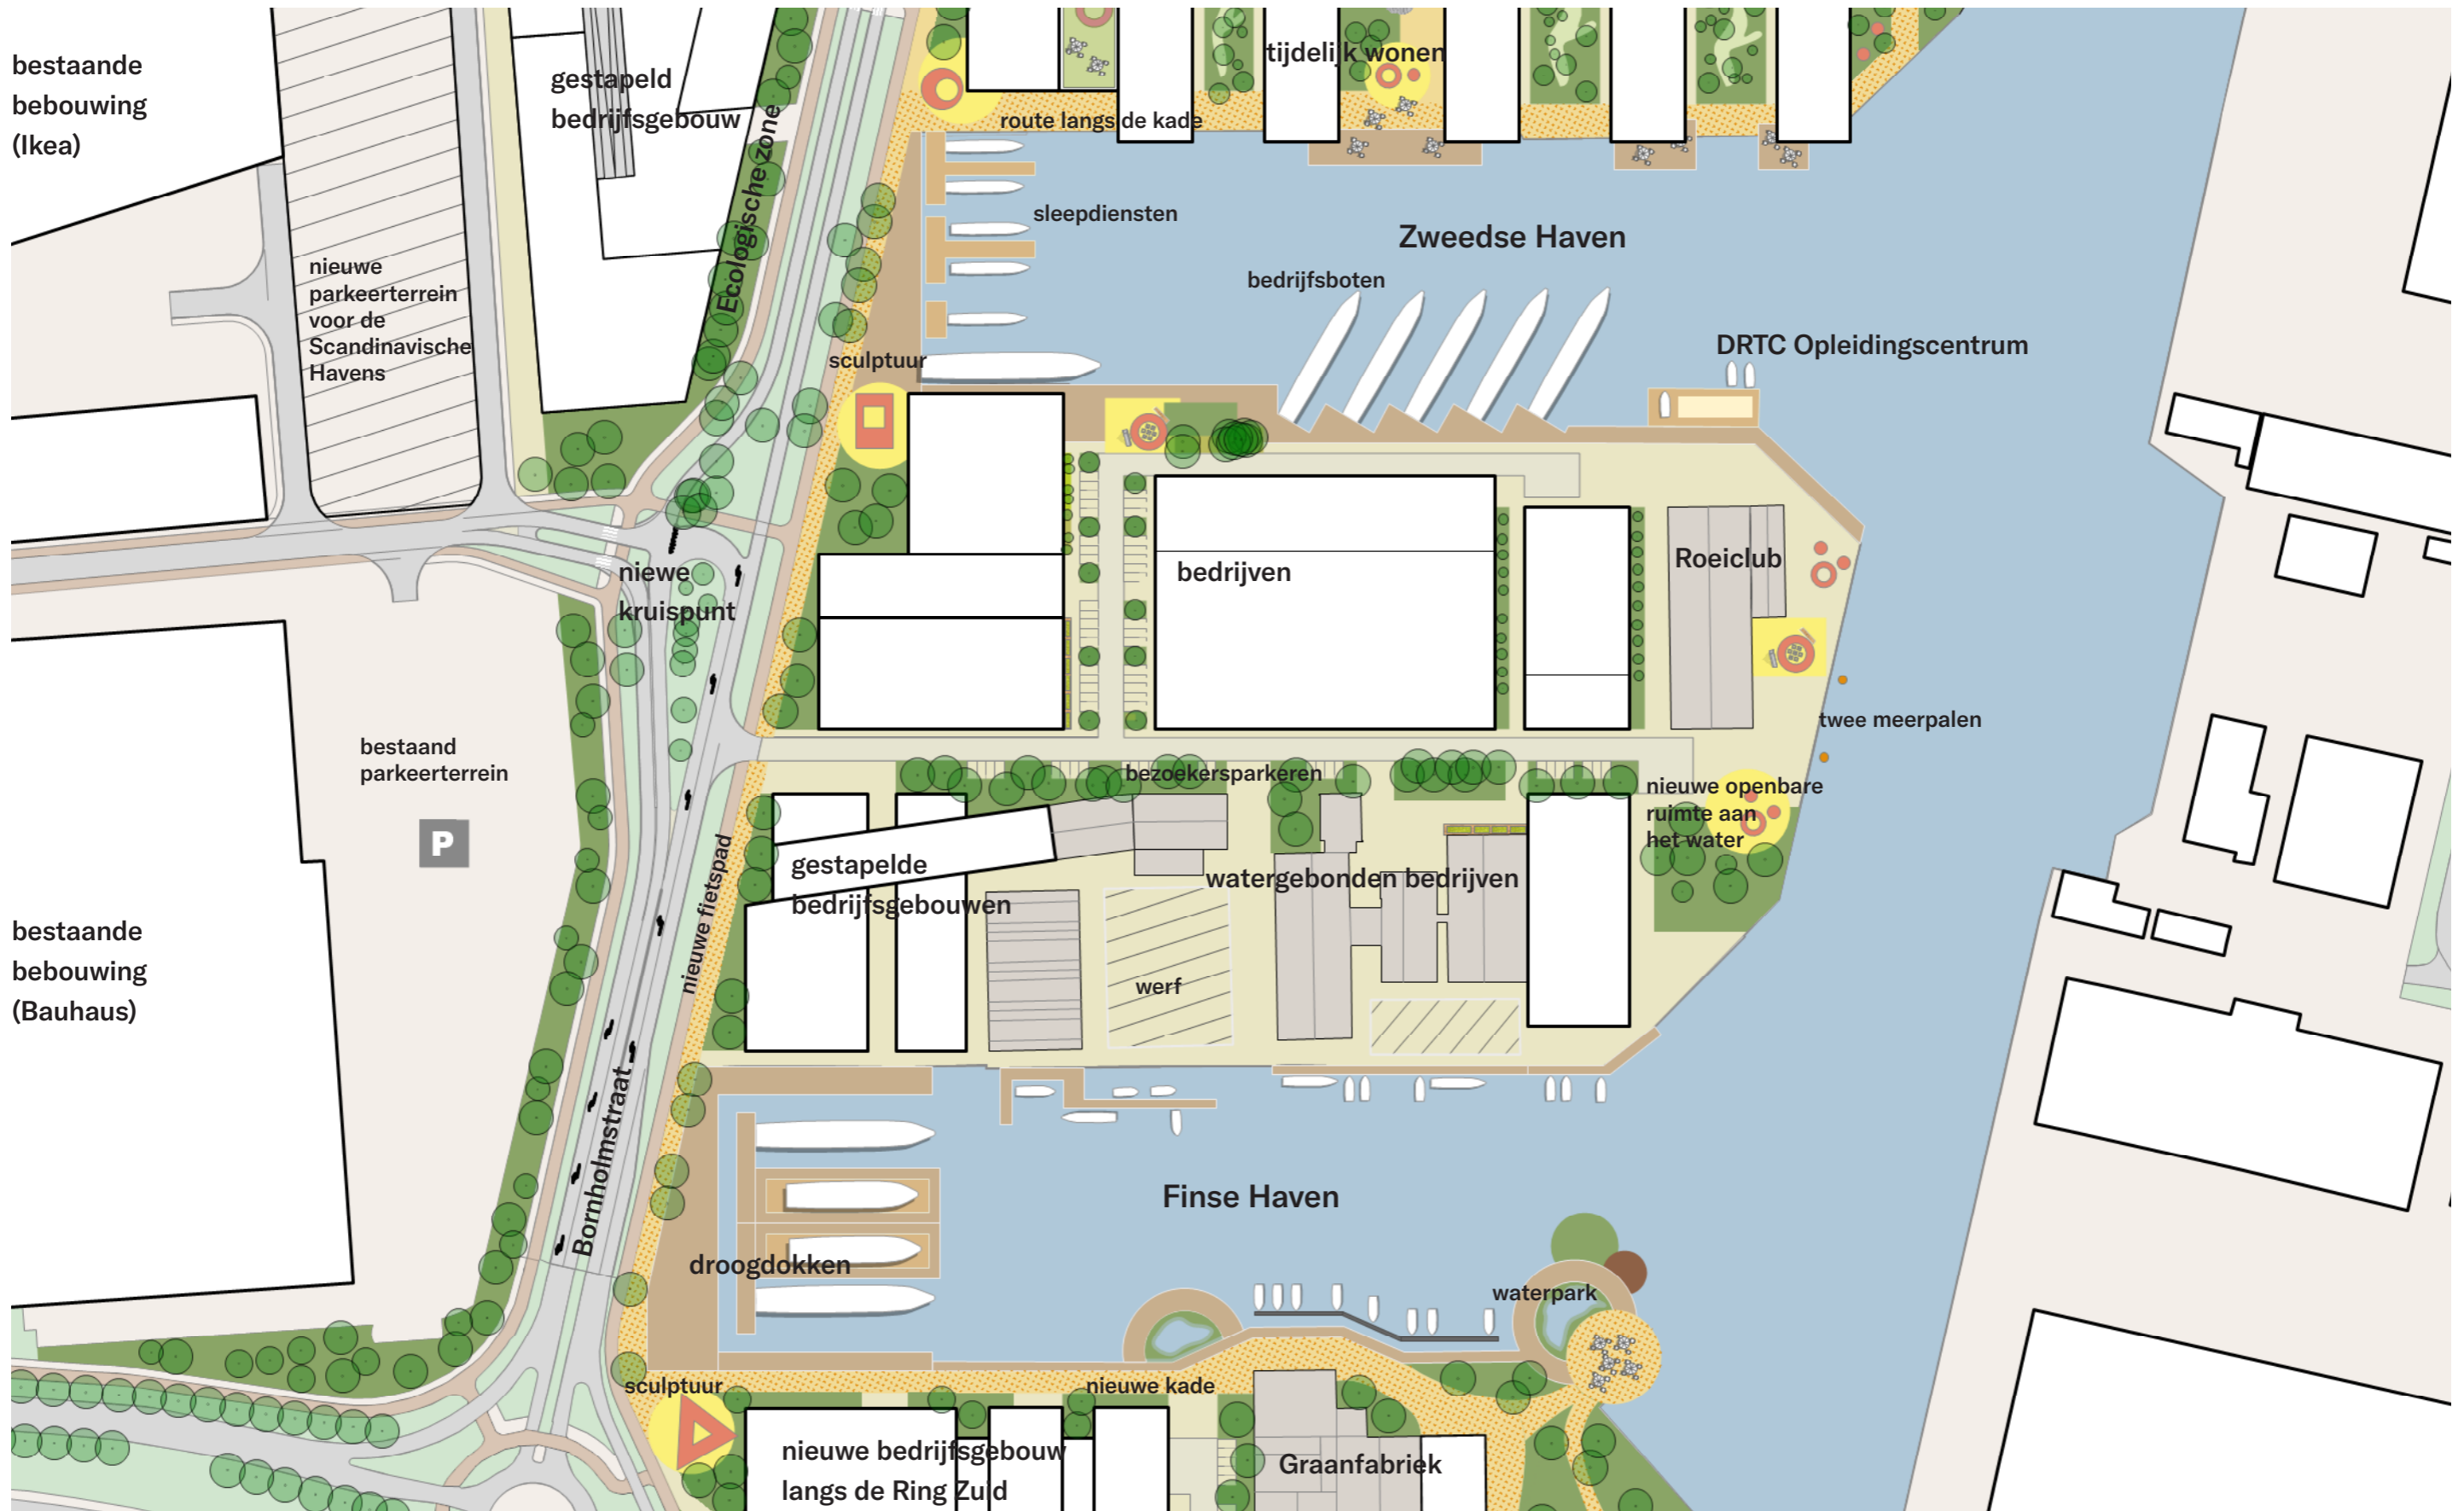 bestaande
bebouwing
(Ikea)
gestapeld
bedrijfsgebouw
Ecologische zone
tijdelijk wonen
route langs de kade
sleepdiensten
Zweedse Haven
bedrijfsboten
nieuwe
parkeerterrein
voor de
Scandinavische
Havens
sculptuur
DRTC Opleidingscentrum
niewe
kruispunt
bedrijven
Roeiclub
twee meerpalen
bestaand
parkeerterrein
P
bezoekersparkeren
nieuwe openbare
ruimte aan
het water
gestapelde
bedrijfsgebouwen
watergebonden bedrijven
nieuwe fietspad
werf
bestaande
bebouwing
(Bauhaus)
Bornholmstraat
Finse Haven
droogdokken
waterpark
sculptuur
nieuwe kade
nieuwe bedrijfsgebouw
langs de Ring Zuid
Graanfabriek